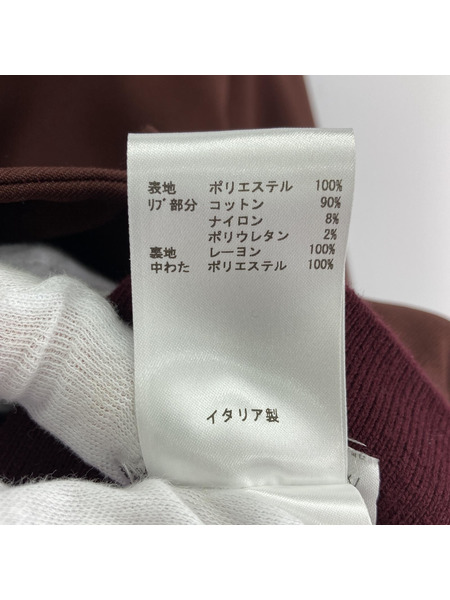 表地 ポリエステル 100%
ﾘﾌﾞ部分 コットン 90%
ナイロン 8%
ポリウレタン 2%
裏地 レーヨン 100%
中わた ポリエステル 100%
イタリア製